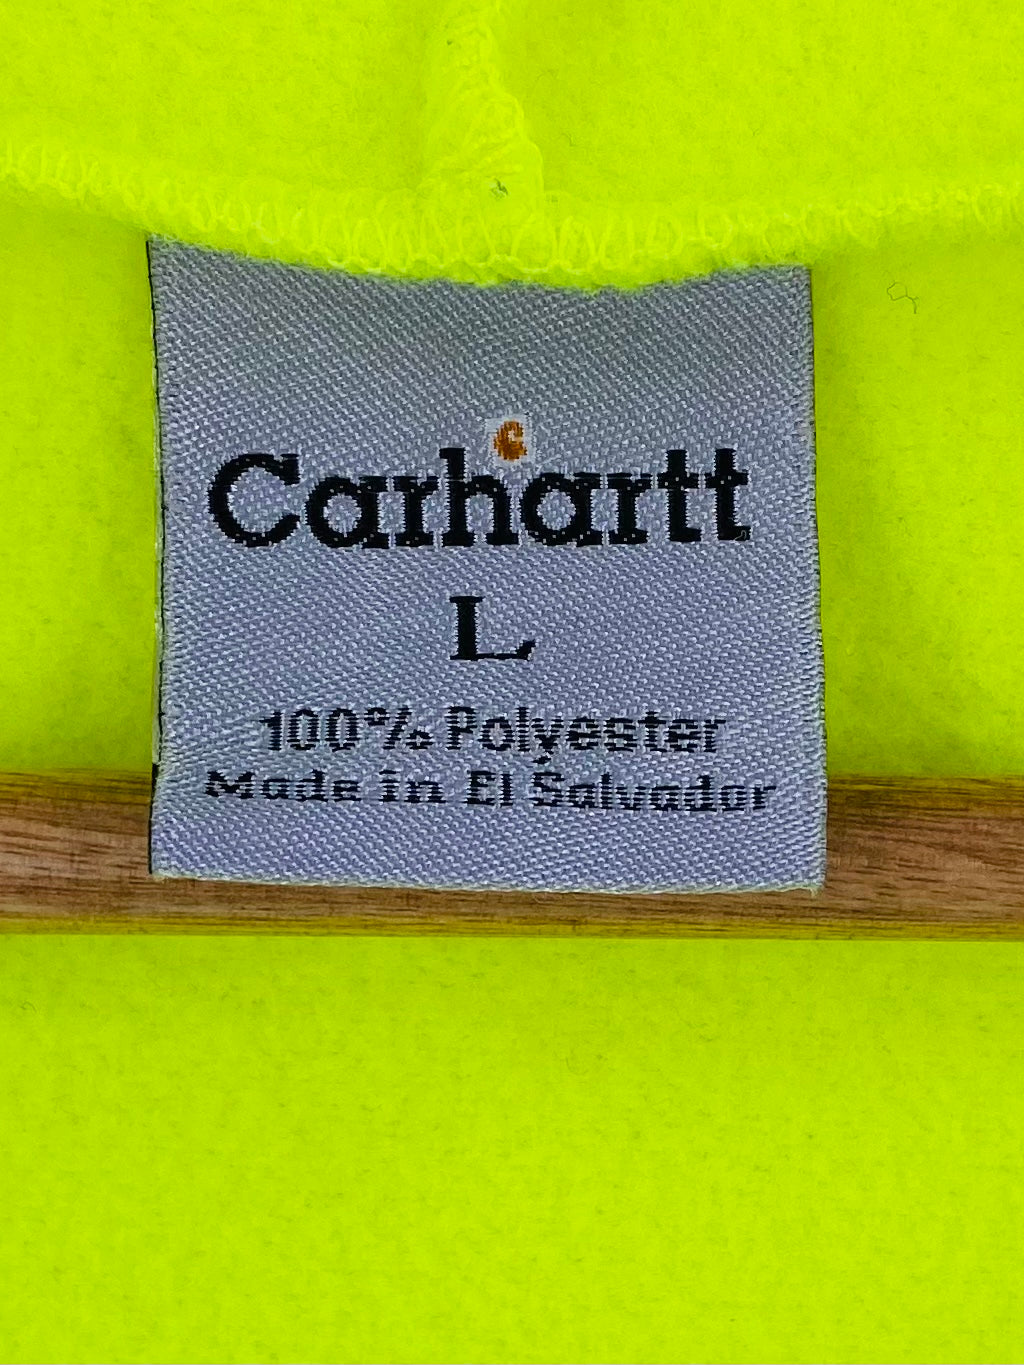 Carhartt
L
100% Polyester
Made in El Salvador